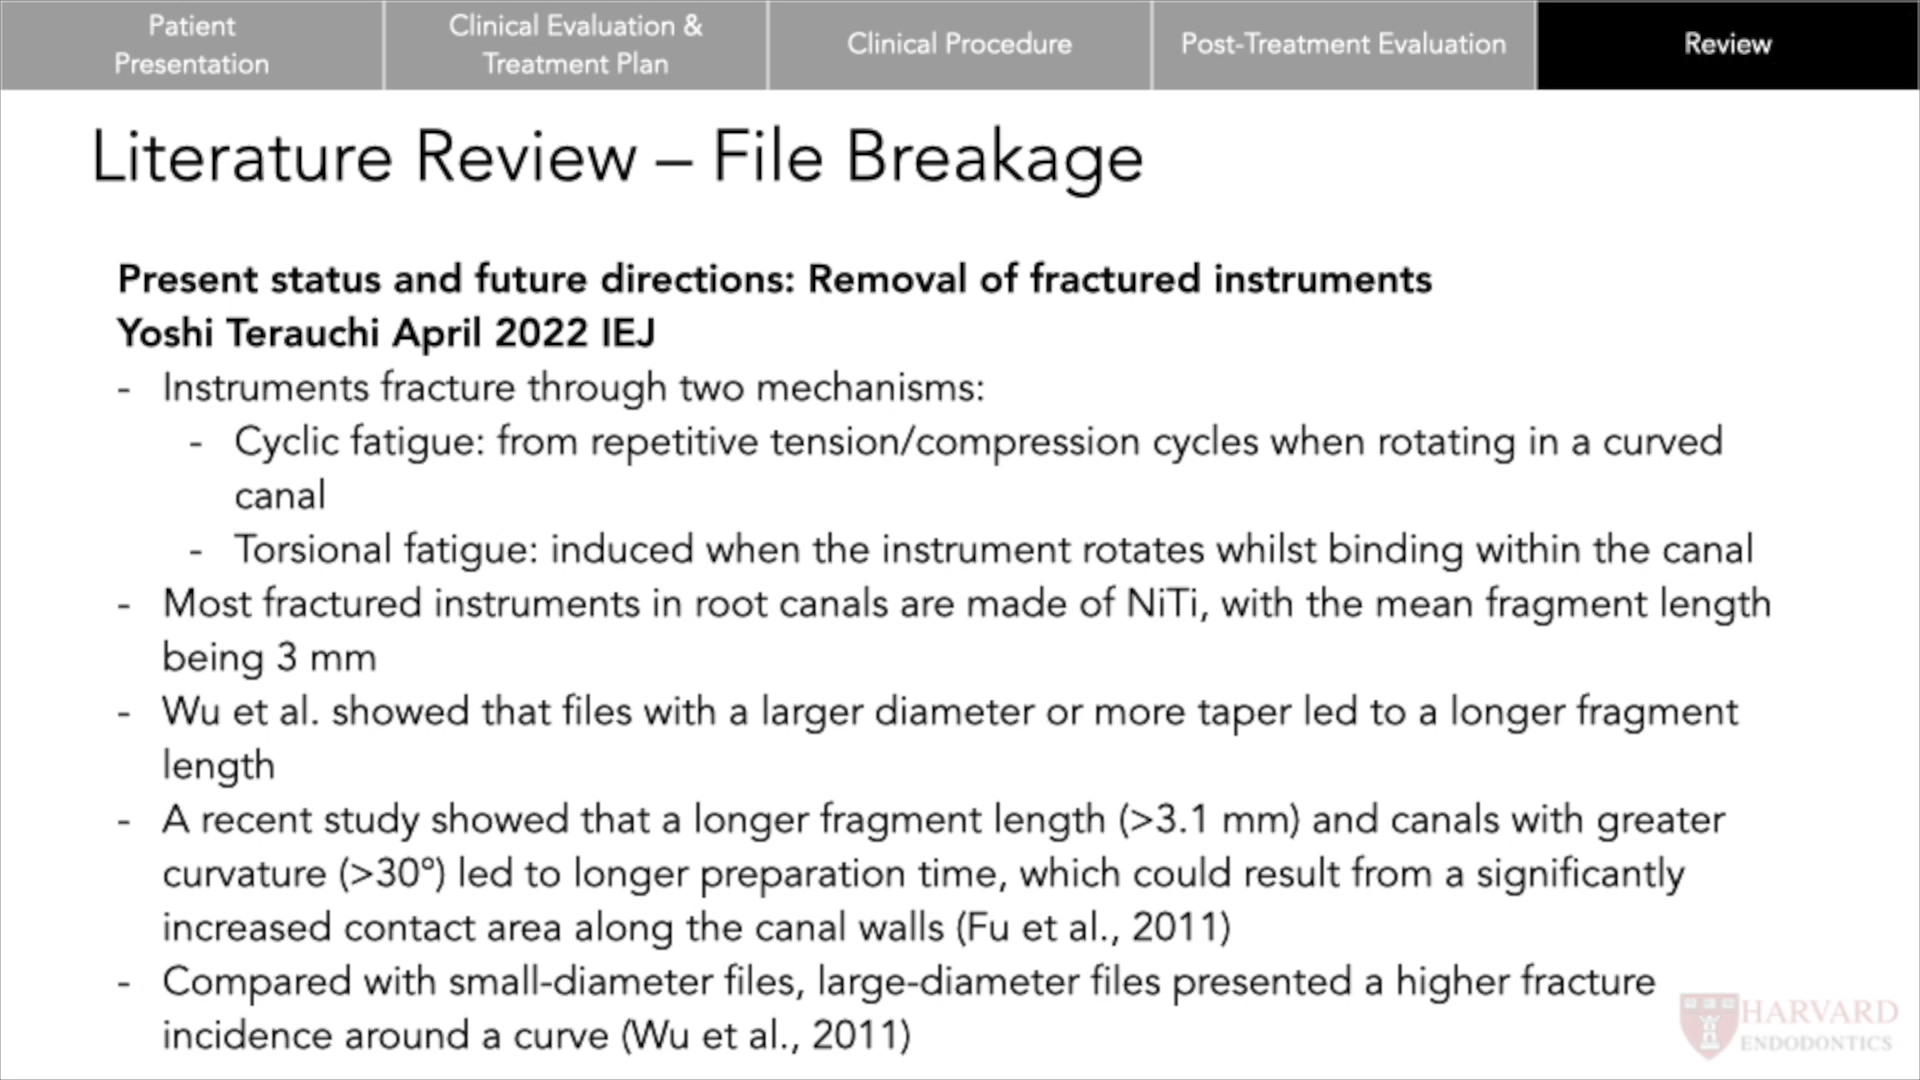 Patient
Presentation
Clinical Evaluation &
Treatment Plan
Clinical Procedure
Post-Treatment Evaluation
Review
Literature Review – File Breakage
Present status and future directions: Removal of fractured instruments
Yoshi Terauchi April 2022 IEJ
- Instruments fracture through two mechanisms:
- Cyclic fatigue: from repetitive tension/compression cycles when rotating in a curved
canal
- Torsional fatigue: induced when the instrument rotates whilst binding within the canal
- Most fractured instruments in root canals are made of NiTi, with the mean fragment length
being 3 mm
- Wu et al. showed that files with a larger diameter or more taper led to a longer fragment
length
- A recent study showed that a longer fragment length (>3.1 mm) and canals with greater
curvature (>30°) led to longer preparation time, which could result from a significantly
increased contact area along the canal walls (Fu et al., 2011)
- Compared with small-diameter files, large-diameter files presented a higher fracture
incidence around a curve (Wu et al., 2011)
HARVARD
ENDODONTICS